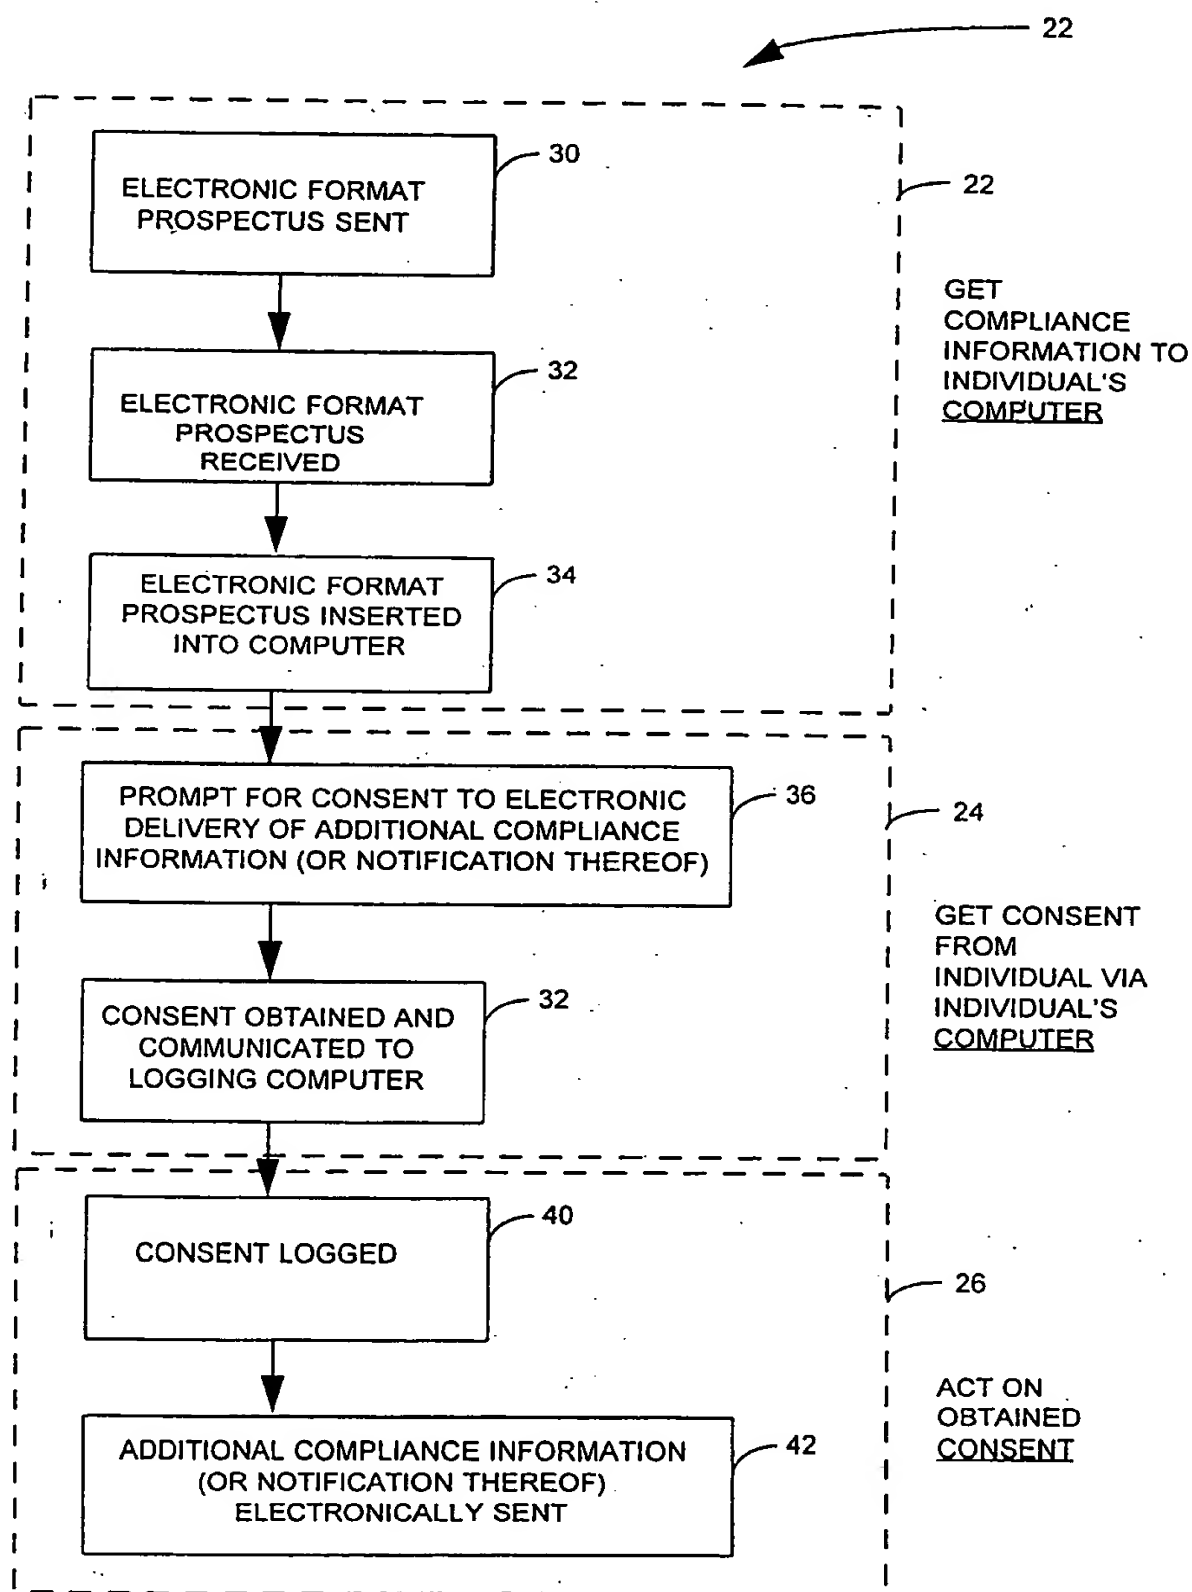 22
30
ELECTRONIC FORMAT
PROSPECTUS SENT
22
GET
COMPLIANCE
INFORMATION TO
INDIVIDUAL'S
COMPUTER
32
ELECTRONIC FORMAT
PROSPECTUS
RECEIVED
34
ELECTRONIC FORMAT
PROSPECTUS INSERTED
INTO COMPUTER
36
PROMPT FOR CONSENT TO ELECTRONIC
DELIVERY OF ADDITIONAL COMPLIANCE
INFORMATION (OR NOTIFICATION THEREOF)
24
GET CONSENT
FROM
INDIVIDUAL VIA
INDIVIDUAL'S
COMPUTER
32
CONSENT OBTAINED AND
COMMUNICATED TO
LOGGING COMPUTER
40
CONSENT LOGGED
26
ACT ON
OBTAINED
CONSENT
42
ADDITIONAL COMPLIANCE INFORMATION
(OR NOTIFICATION THEREOF)
ELECTRONICALLY SENT